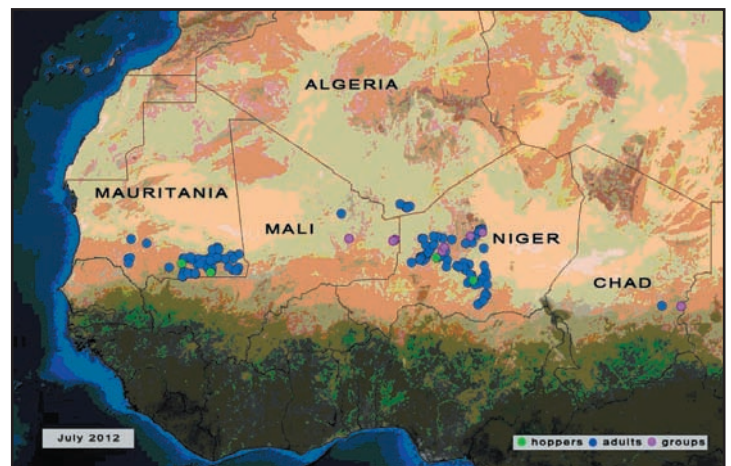 ALGERIA
MAURITANIA
MALI
NIGER
CHAD
July 2012
hoppers adults groups